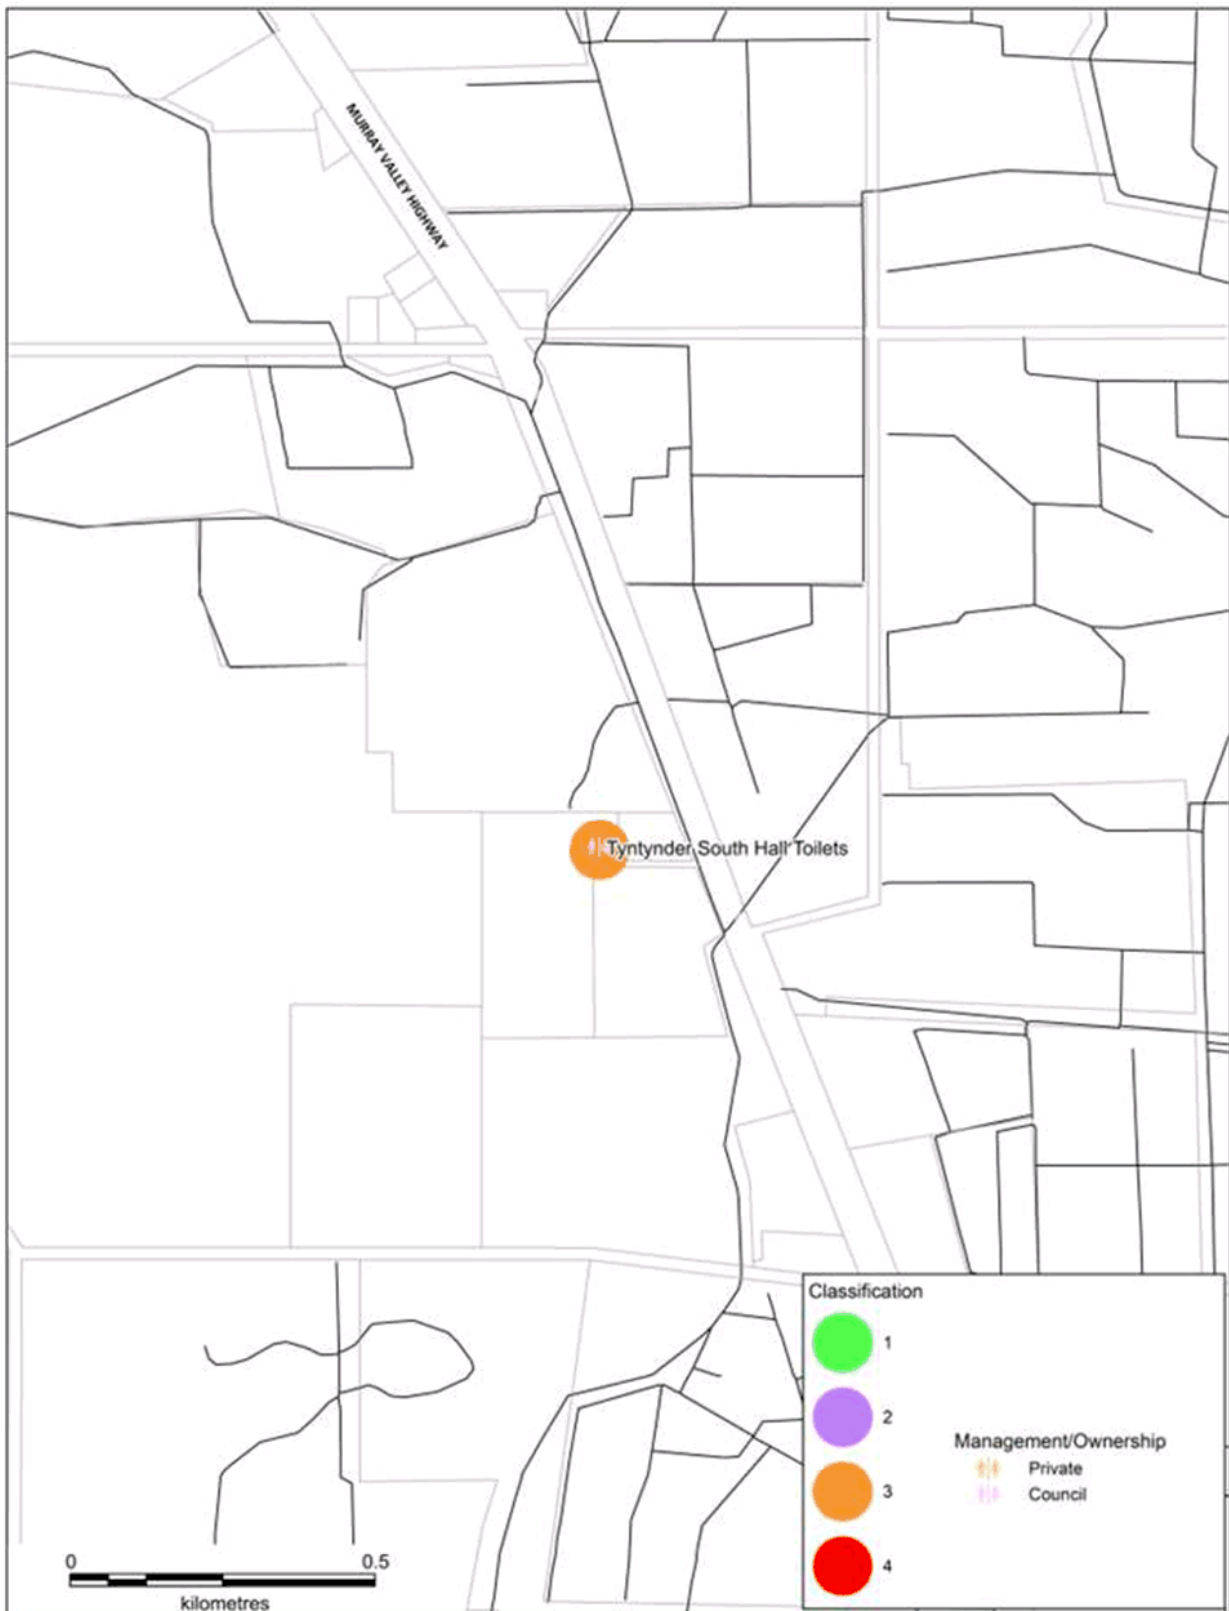 MURRAY VALLEY HIGHWAY
Tyntynder South Hall Toilets
Classification
1
2
3
4
Management/Ownership
Private
Council
0 0.5
kilometres